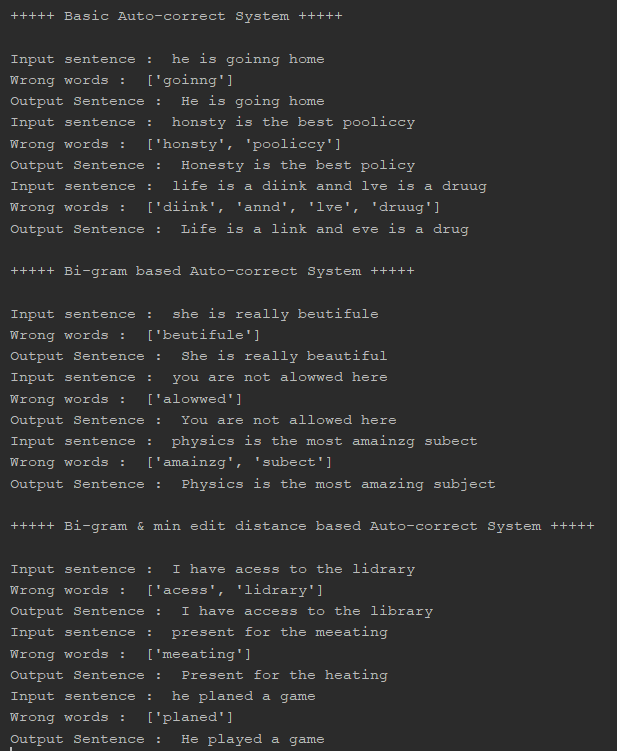 +++++ Basic Auto-correct System +++++
Input sentence :  he is goinng home
Wrong words :  ['goinng']
Output Sentence :  He is going home
Input sentence :  honsty is the best pooliccy
Wrong words :  ['honsty', 'pooliccy']
Output Sentence :  Honesty is the best policy
Input sentence :  life is a diink annd lve is a druug
Wrong words :  ['diink', 'annd', 'lve', 'druug']
Output Sentence :  Life is a link and eve is a drug
+++++ Bi-gram based Auto-correct System +++++
Input sentence :  she is really beutifule
Wrong words :  ['beutifule']
Output Sentence :  She is really beautiful
Input sentence :  you are not alowwed here
Wrong words :  ['alowwed']
Output Sentence :  You are not allowed here
Input sentence :  physics is the most amainzg subect
Wrong words :  ['amainzg', 'subect']
Output Sentence :  Physics is the most amazing subject
+++++ Bi-gram & min edit distance based Auto-correct System +++++
Input sentence :  I have acess to the lidrary
Wrong words :  ['acess', 'lidrary']
Output Sentence :  I have access to the library
Input sentence :  present for the meeating
Wrong words :  ['meeating']
Output Sentence :  Present for the heating
Input sentence :  he planed a game
Wrong words :  ['planed']
Output Sentence :  He played a game